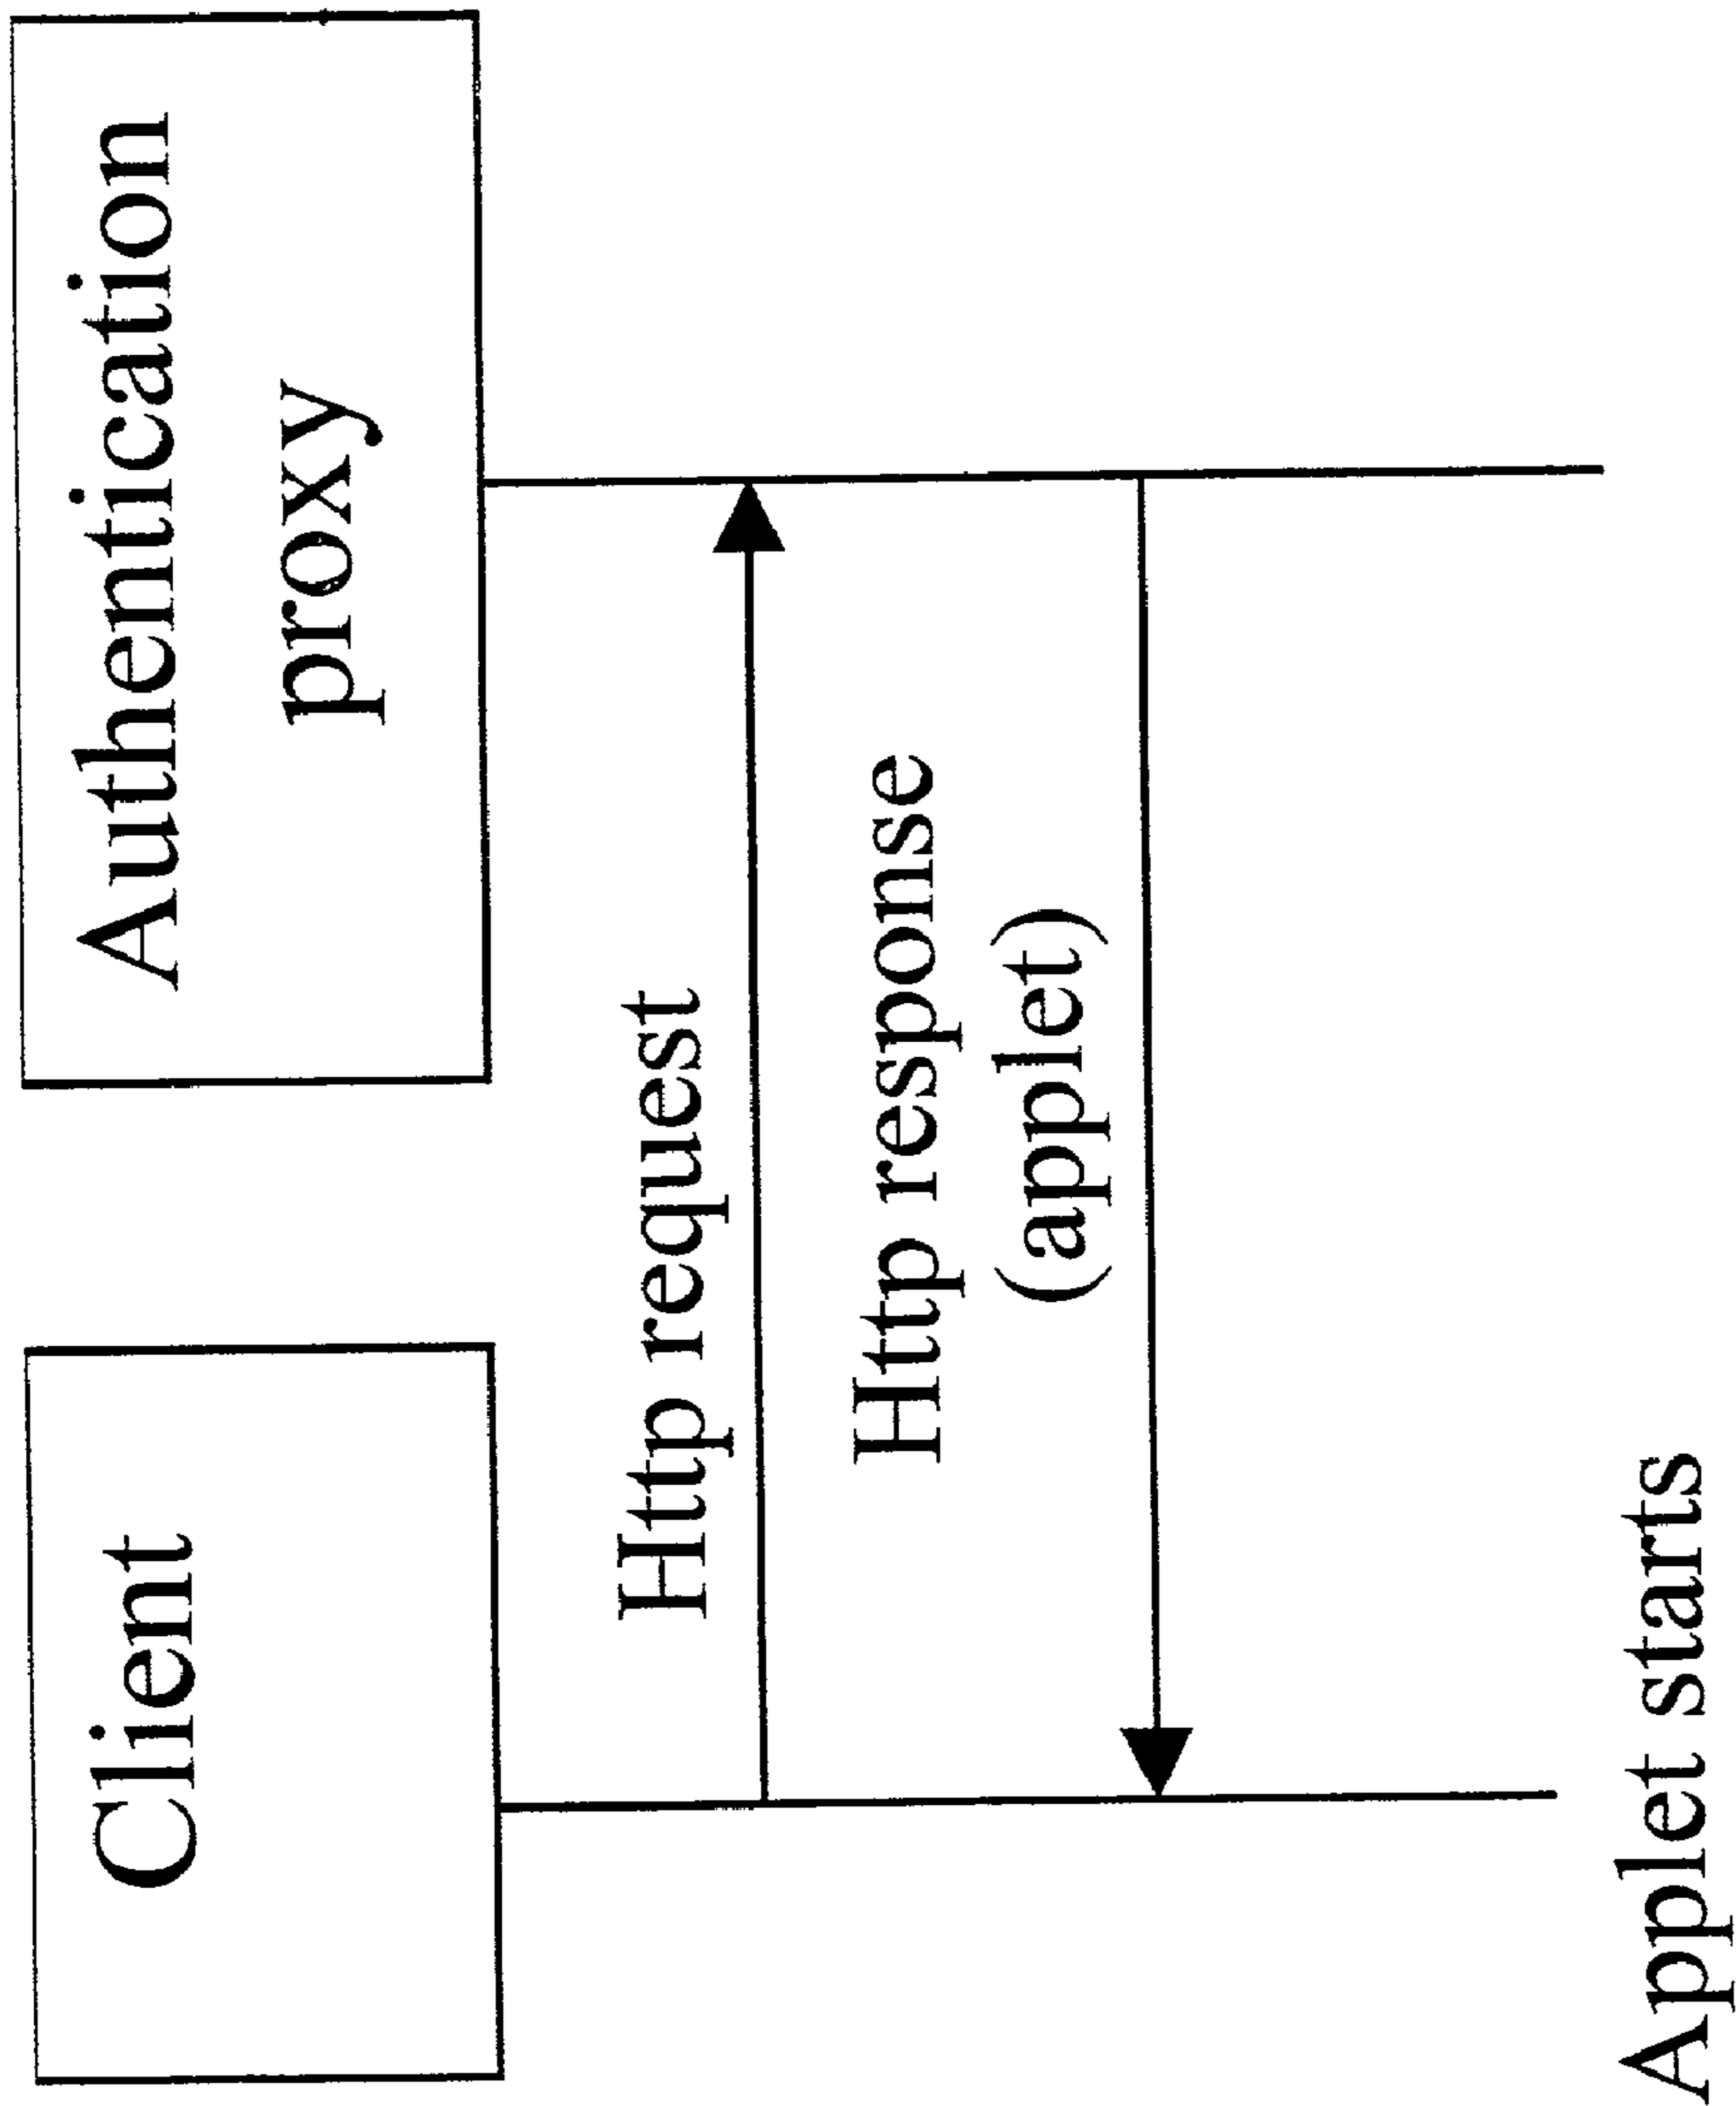 Client
Authentication
proxy
Http request
Http response
(applet)
Applet starts